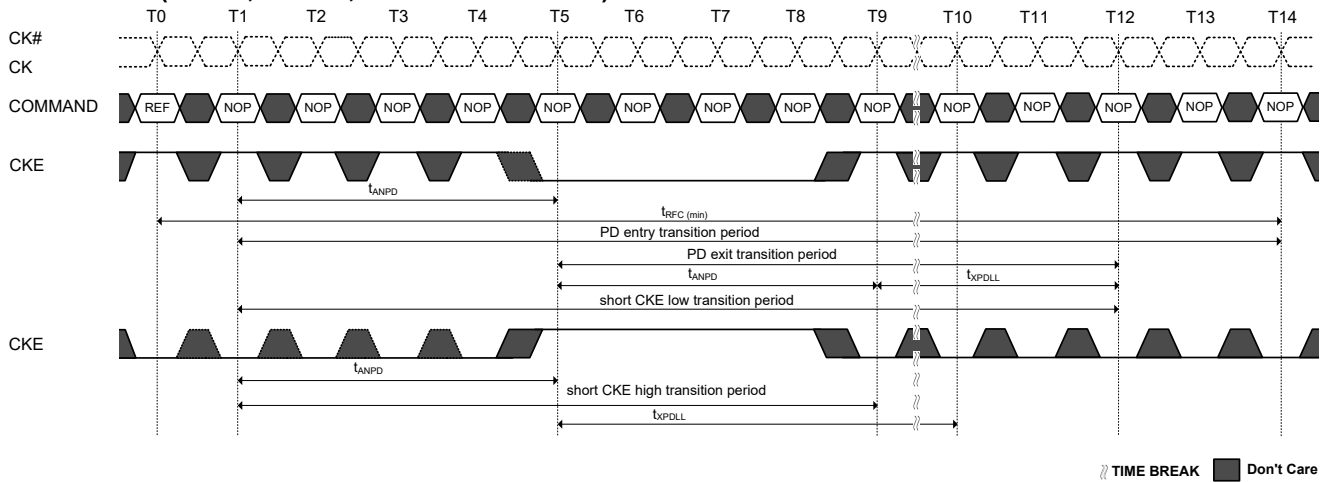 T0 T1 T2 T3 T4 T5 T6 T7 T8 T9 T10 T11 T12 T13 T14
CK#
CK
COMMAND REF NOP NOP NOP NOP NOP NOP NOP NOP NOP NOP NOP NOP NOP NOP
CKE
tANPD
tRFC (min)
PD entry transition period
PD exit transition period
tANPD tXPDLL
short CKE low transition period
CKE
tANPD
short CKE high transition period
tXPDLL
TIME BREAK Don't Care